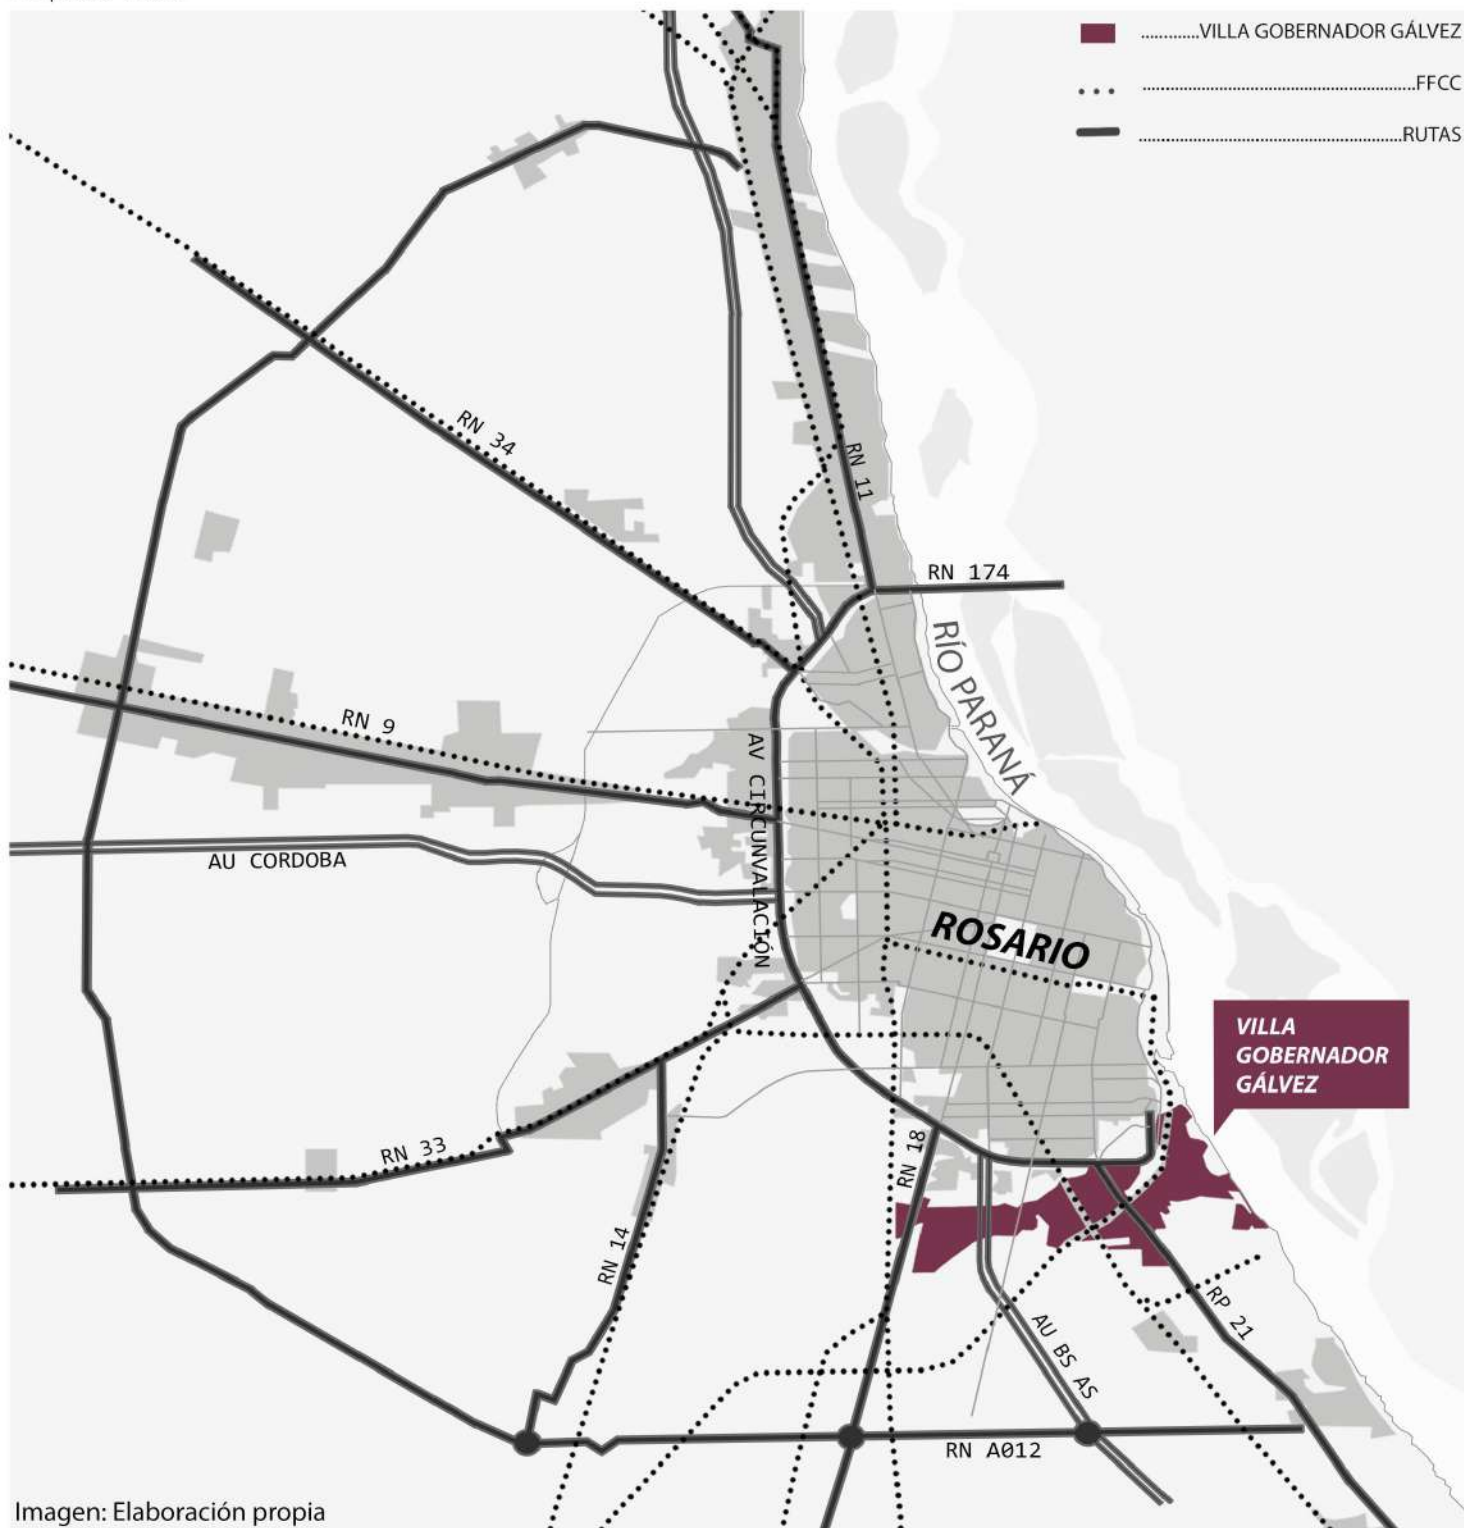 VILLA GOBERNADOR GÁLVEZ
FFCC
RUTAS
RN 34
RN 11
RN 174
RÍO PARANÁ
RN 9
AV CIRCUNVALACIÓN
AU CORDOBA
ROSARIO
VILLA
GOBERNADOR
GÁLVEZ
RN 33
RN 18
RN 14
RP 21
AU BS AS
RN A012
Imagen: Elaboración propia